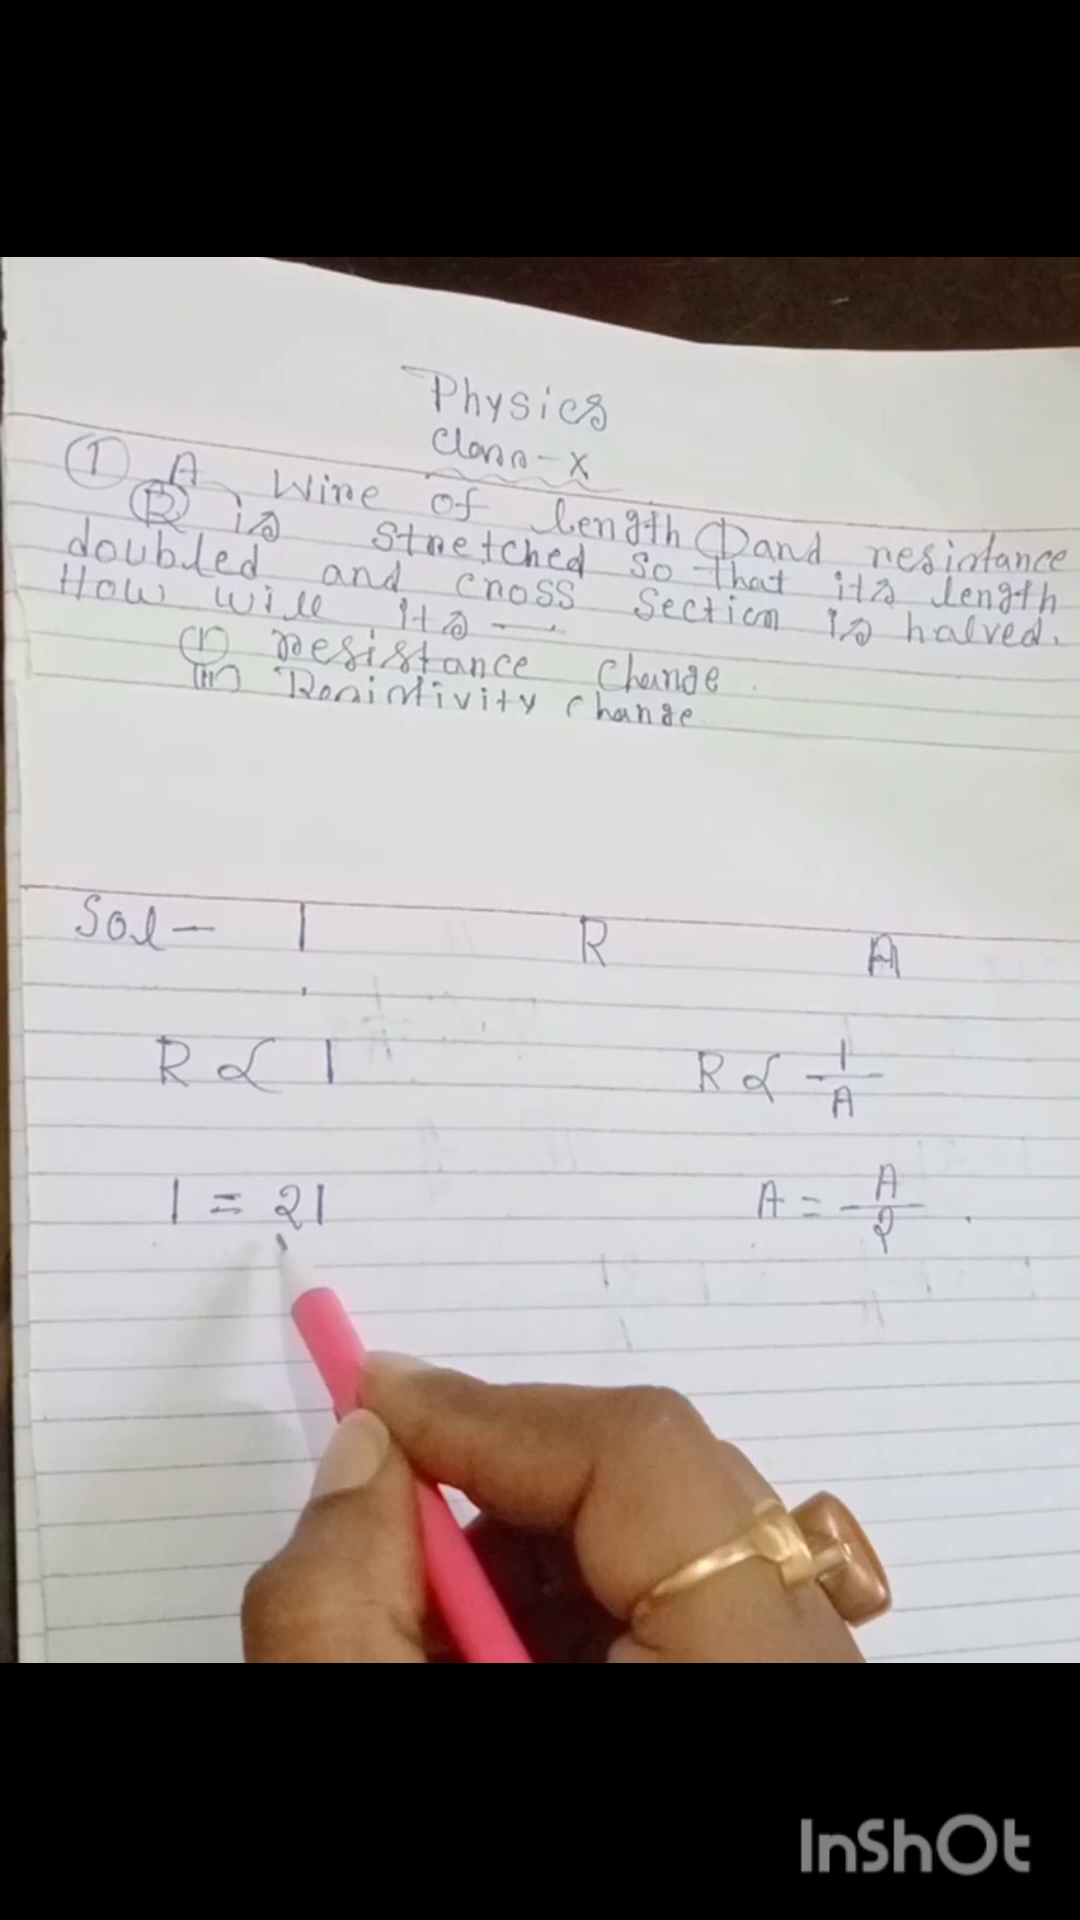 Physics
Class-X
① A wire of length ⓛ and resistance
Ⓡ is stretched so that its length
doubled and cross section is halved.
How will its —
(i) resistance change.
(ii) Resistivity change
Sol- l R A
R ∝ l R ∝ 1/A
l = 2l A = A/2 .
InShOt